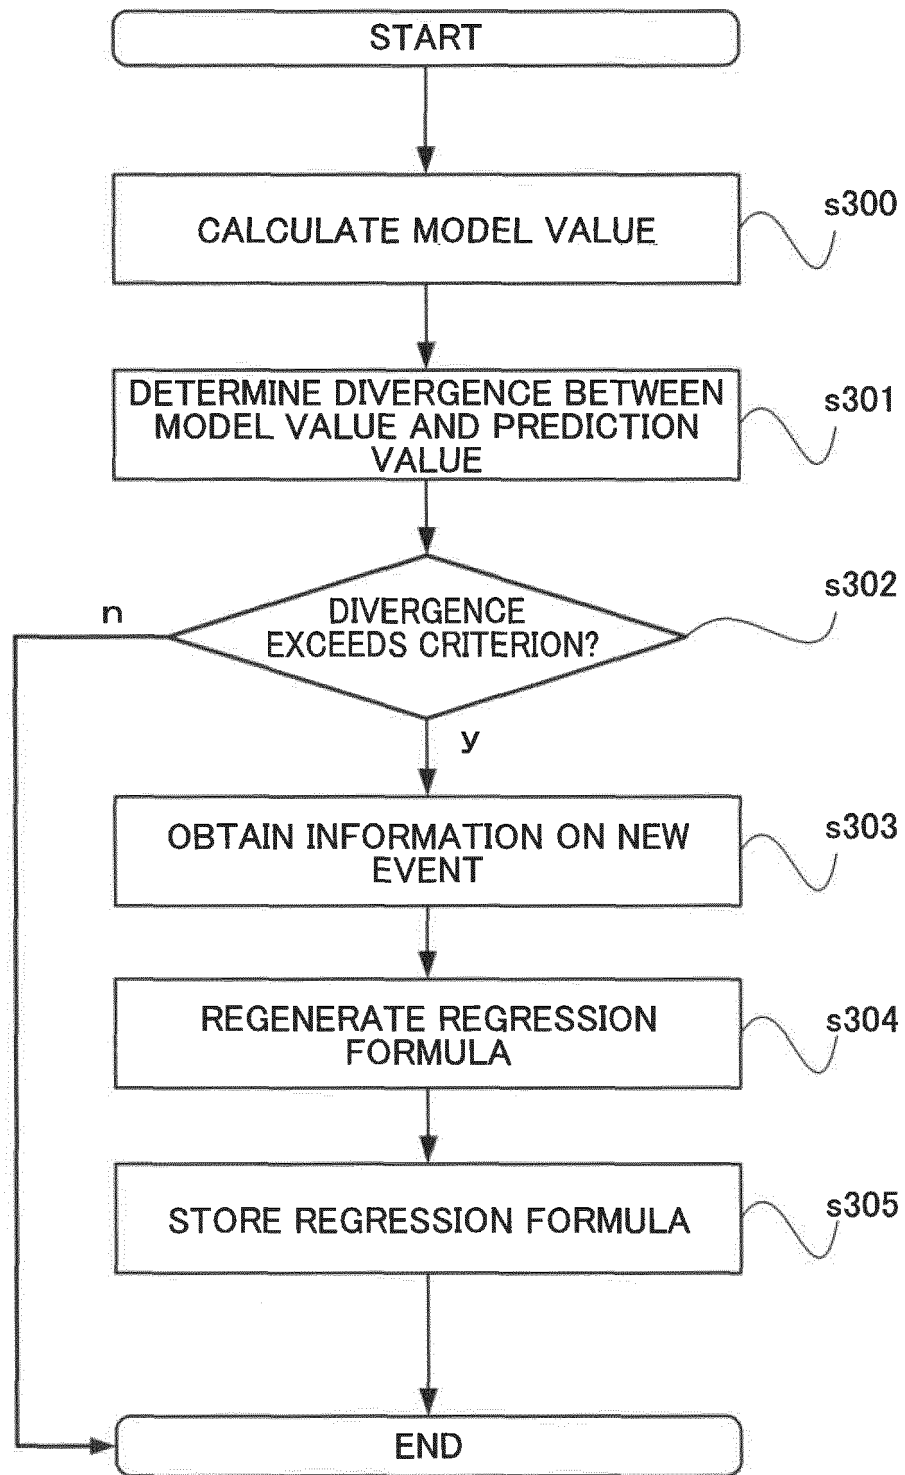 START
CALCULATE MODEL VALUE
s300
DETERMINE DIVERGENCE BETWEEN
MODEL VALUE AND PREDICTION
VALUE
s301
DIVERGENCE
EXCEEDS CRITERION?
s302
n
y
OBTAIN INFORMATION ON NEW
EVENT
s303
REGENERATE REGRESSION
FORMULA
s304
STORE REGRESSION FORMULA
s305
END